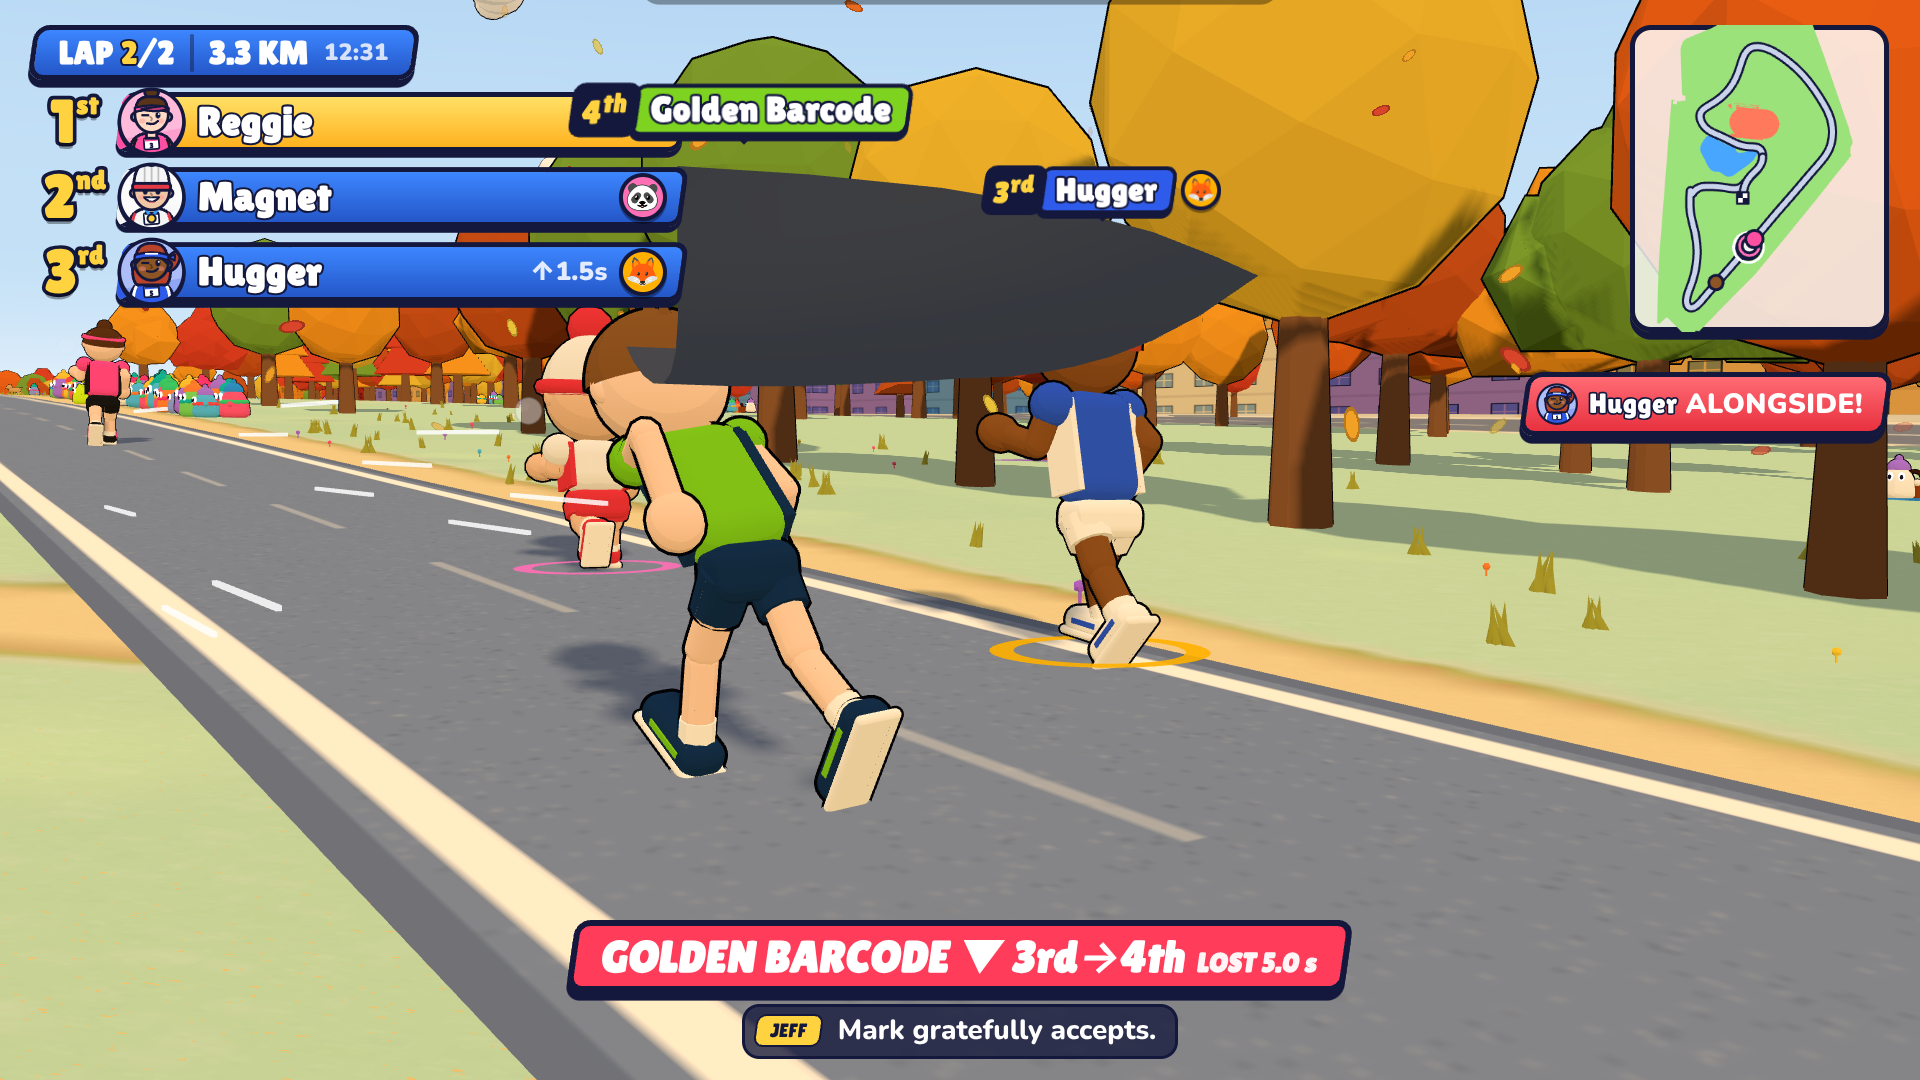 LAP 2/2 3.3 KM 12:31
1st Reggie
4th Golden Barcode
2nd Magnet
3rd Hugger
3rd Hugger ↑1.5s
Hugger ALONGSIDE!
GOLDEN BARCODE ▼ 3rd→4th LOST 5.0 s
JEFF Mark gratefully accepts.